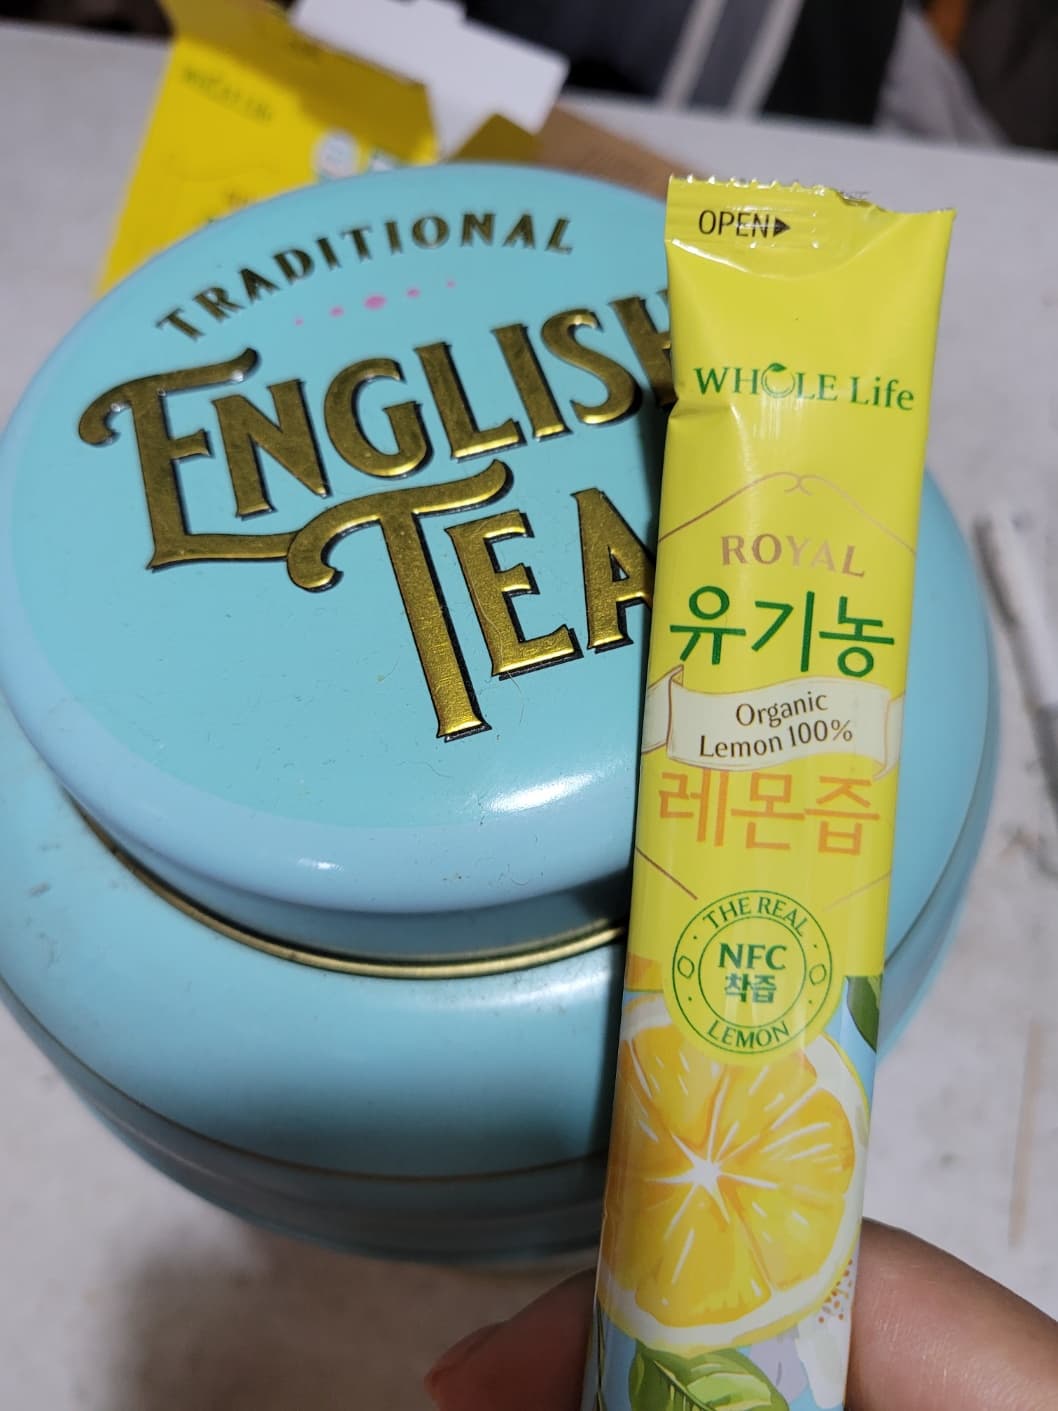 TRADITIONAL
ENGLISH
TEA
OPEN
WHOLE Life
ROYAL
유기농
Organic
Lemon 100%
레몬즙
THE REAL
NFC
착즙
LEMON